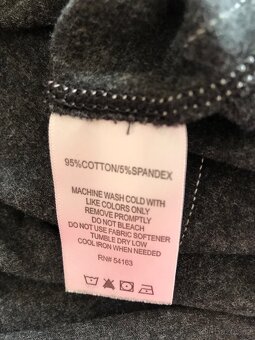 95%COTTON/5%SPANDEX
MACHINE WASH COLD WITH
LIKE COLORS ONLY
REMOVE PROMPTLY
DO NOT BLEACH
DO NOT USE FABRIC SOFTENER
TUMBLE DRY LOW
COOL IRON WHEN NEEDED
RN# 54163